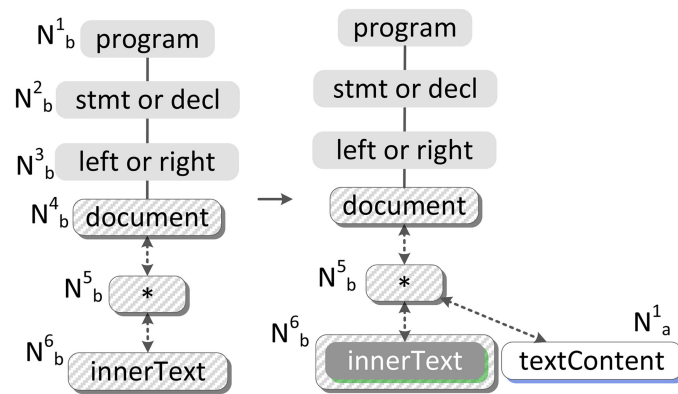 N¹b program
N²b stmt or decl
N³b left or right
N⁴b document
N⁵b *
N⁶b innerText
program
stmt or decl
left or right
document
N⁵b *
N⁶b innerText
N¹a textContent